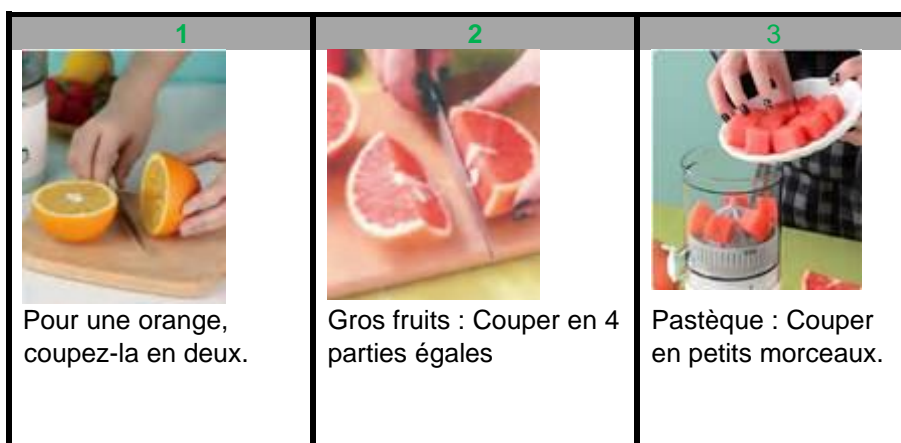 1
2
3
Pour une orange,
coupez-la en deux.
Gros fruits : Couper en 4
parties égales
Pastèque : Couper
en petits morceaux.